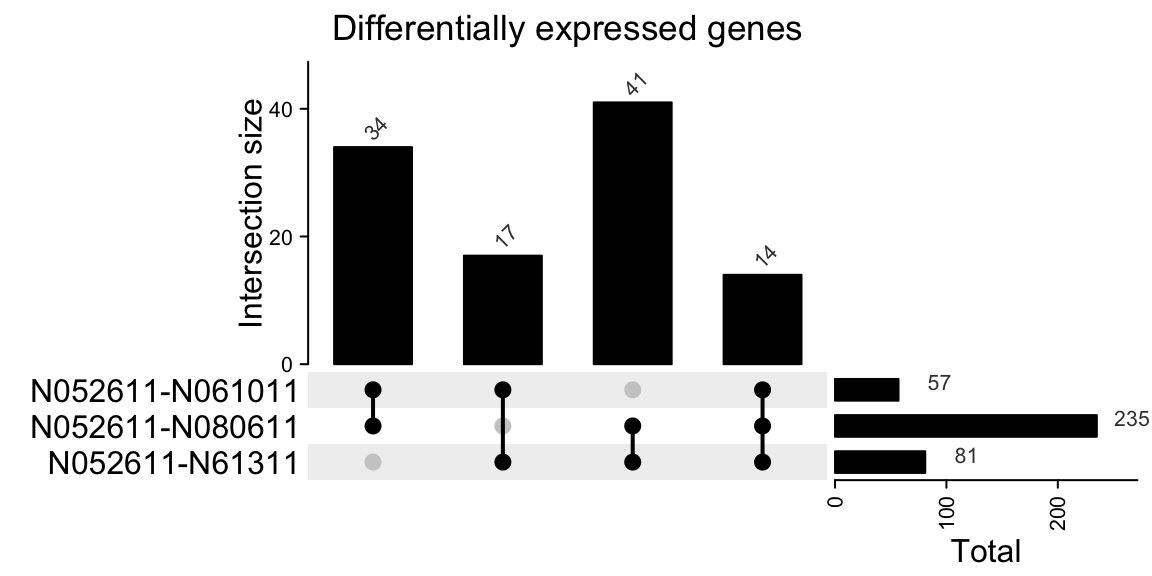 Differentially expressed genes
Intersection size
40
20
0
34
17
41
14
N052611-N061011
57
N052611-N080611
235
N052611-N61311
81
0
100
200
Total